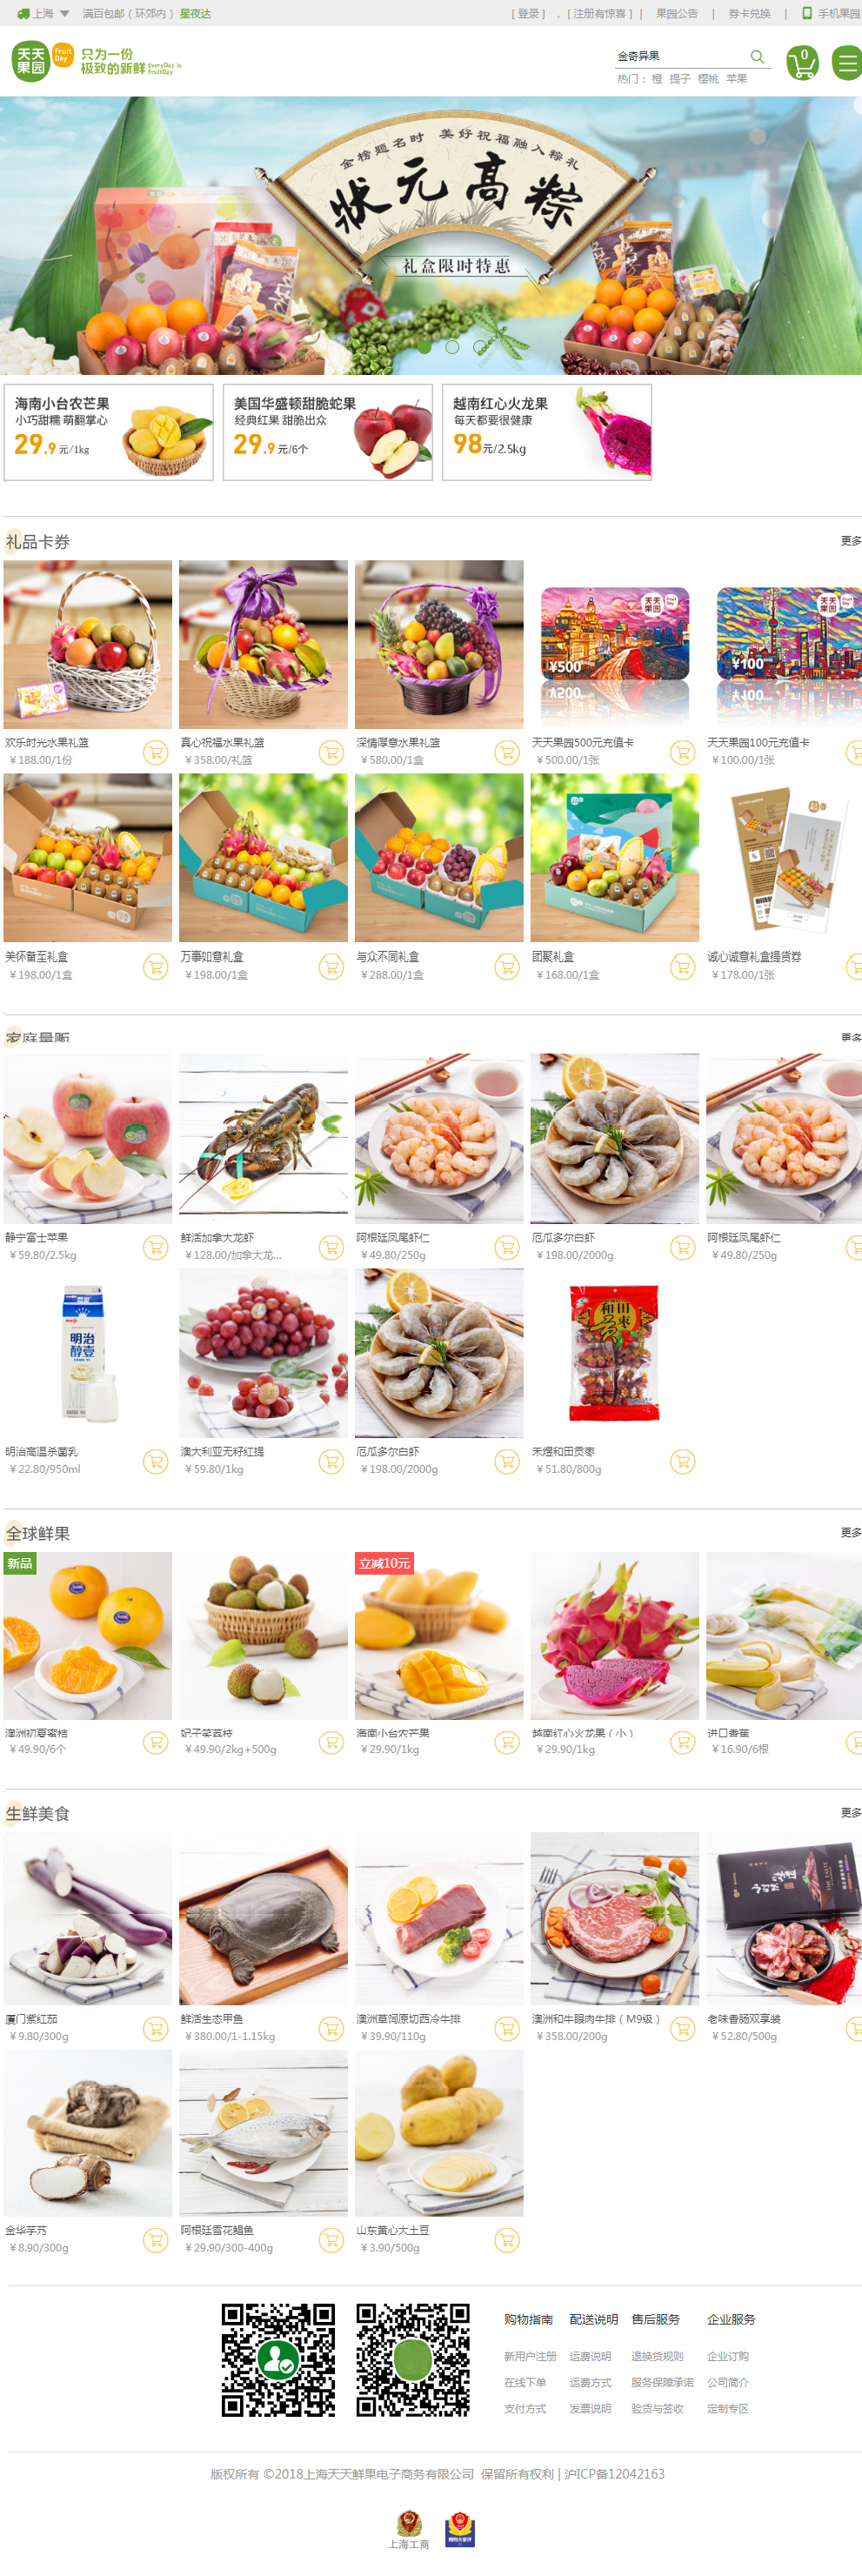 上海 满百包邮（环郊内） 星夜达 [ 登录 ] , [ 注册有惊喜 ] | 果园公告 | 券卡兑换 | 手机果园
天天果园 Fruit Day 只为一份
极致的新鲜 EveryDay is FruitDay
金奇异果
0
热门： 橙 提子 樱桃 苹果
金榜题名时 美好祝福融入粽礼
状元高粽
礼盒限时特惠
海南小台农芒果 美国华盛顿甜脆蛇果 越南红心火龙果
小巧甜糯 萌翻掌心 经典红果 甜脆出众 每天都要很健康
29.9 元/1kg 29.9 元/6个 98元/2.5kg
礼品卡券 更多
天天果园 Fruit Day 天天果园 Fruit Day
¥500 ¥100
欢乐时光水果礼篮 真心祝福水果礼篮 深情厚意水果礼篮 天天果园500元充值卡 天天果园100元充值卡
￥188.00/1份 ￥358.00/礼篮 ￥580.00/1盒 ￥500.00/1张 ￥100.00/1张
关怀备至礼盒 万事如意礼盒 与众不同礼盒 团聚礼盒 诚心诚意礼盒提货券
￥198.00/1盒 ￥198.00/1盒 ￥288.00/1盒 ￥168.00/1盒 ￥178.00/1张
家庭量贩 更多
静宁富士苹果 鲜活加拿大龙虾 阿根廷凤尾虾仁 厄瓜多尔白虾 阿根廷凤尾虾仁
￥59.80/2.5kg ￥128.00/加拿大龙... ￥49.80/250g ￥198.00/2000g ￥49.80/250g
meiji
明治
醇壹
和田
枣
明治高温杀菌乳 澳大利亚无籽红提 厄瓜多尔白虾 禾煜和田贡枣
￥22.80/950ml ￥59.80/1kg ￥198.00/2000g ￥51.80/800g
全球鲜果 更多
新品 立减10元
澳洲初夏蜜桔 妃子笑荔枝 海南小台农芒果 越南红心火龙果（小） 进口香蕉
￥49.90/6个 ￥49.90/2kg+500g ￥29.90/1kg ￥29.90/1kg ￥16.90/6根
生鲜美食 更多
THE TASTE
厦门紫红茄 鲜活生态甲鱼 澳洲草饲原切西冷牛排 澳洲和牛眼肉牛排（M9级） 老味香肠双享装
￥9.80/300g ￥380.00/1-1.15kg ￥39.90/110g ￥358.00/200g ￥52.80/500g
金华芋艿 阿根廷雪花鲳鱼 山东黄心大土豆
￥8.90/300g ￥29.90/300-400g ￥3.90/500g
购物指南 配送说明 售后服务 企业服务
新用户注册 运费说明 退换货规则 企业订购
在线下单 运费方式 服务保障承诺 公司简介
支付方式 发票说明 验货与签收 定制专区
版权所有 ©2018上海天天鲜果电子商务有限公司 保留所有权利 | 沪ICP备12042163
上海工商